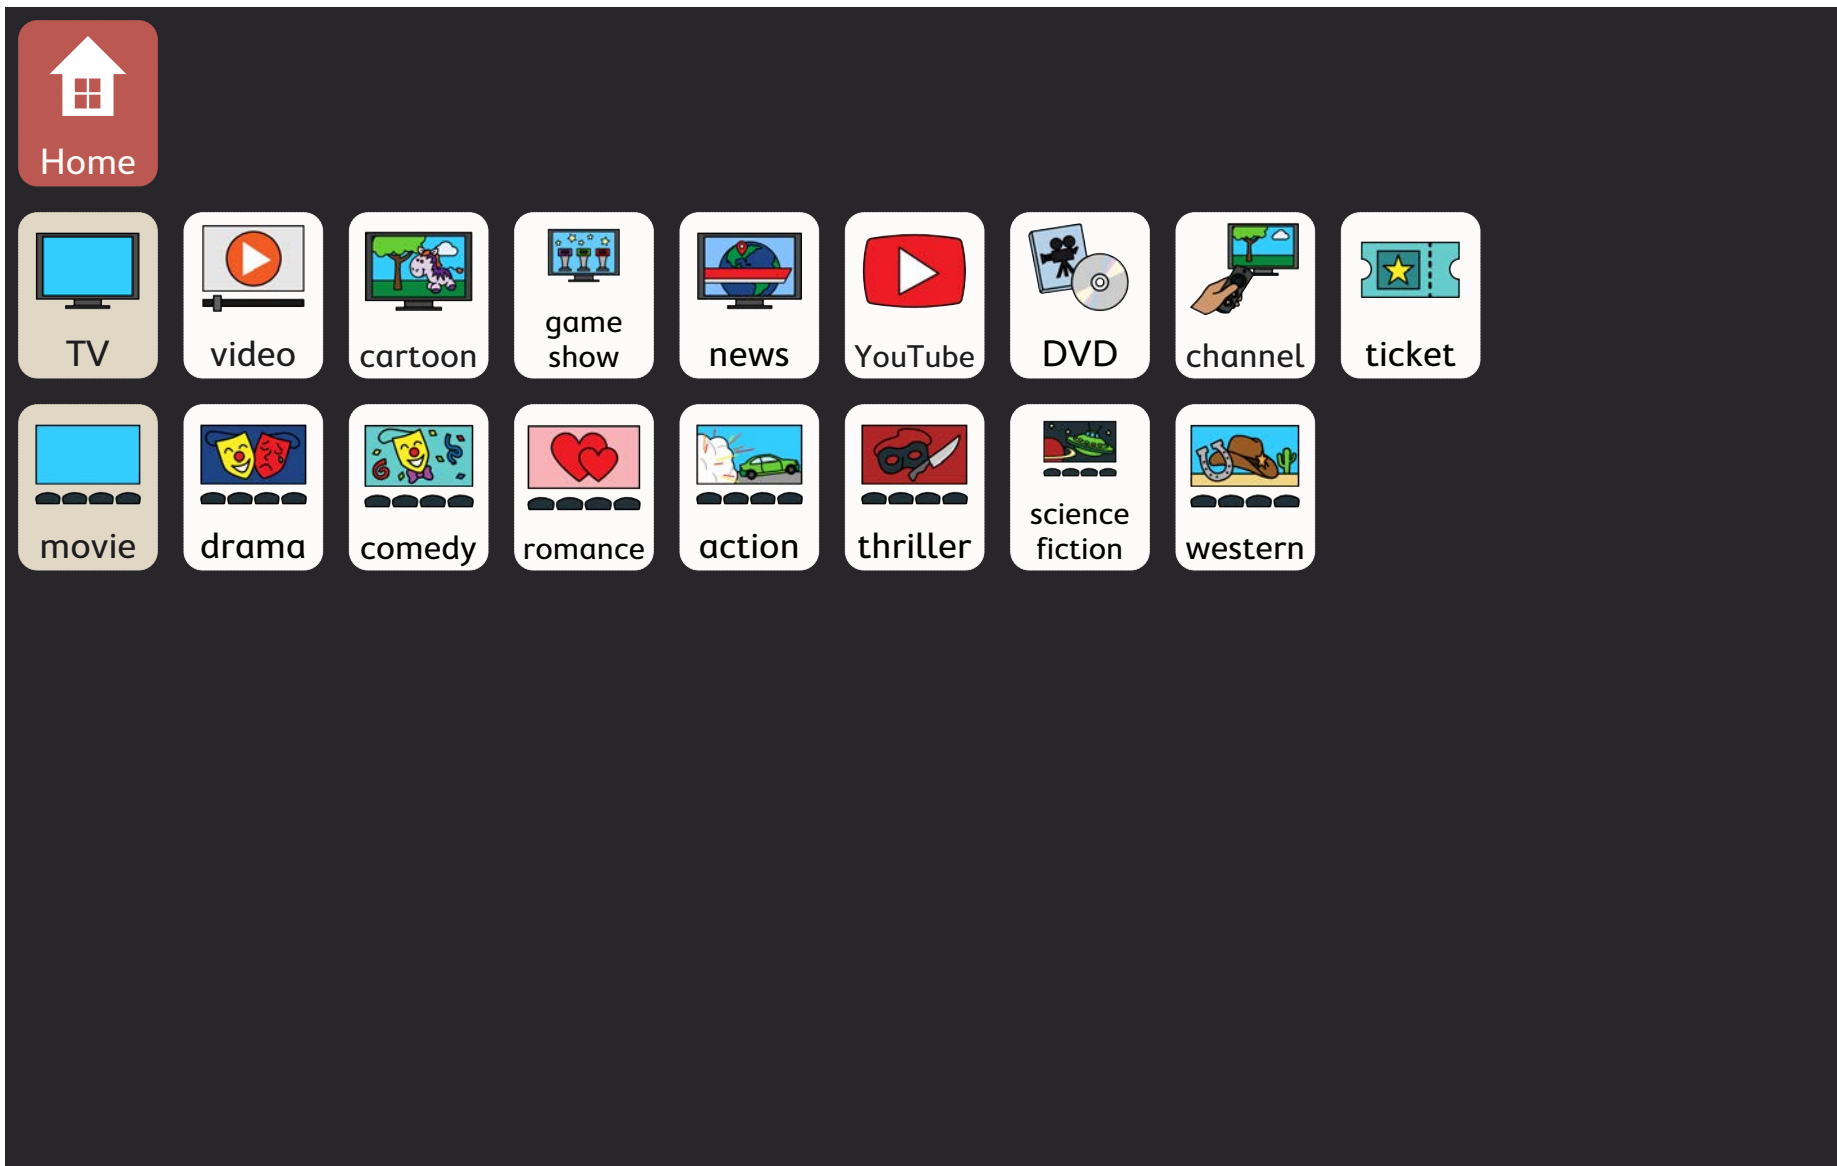 Home
TV
video
cartoon
game
show
news
YouTube
DVD
channel
ticket
movie
drama
comedy
romance
action
thriller
science
fiction
western